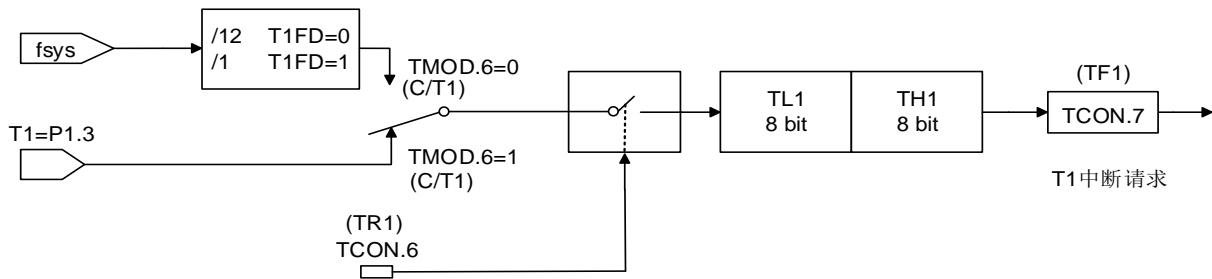 fsys
/12 T1FD=0
/1 T1FD=1
TMOD.6=0
(C/T1)
T1=P1.3
TMOD.6=1
(C/T1)
(TR1)
TCON.6
TL1
8 bit
TH1
8 bit
(TF1)
TCON.7
T1中断请求